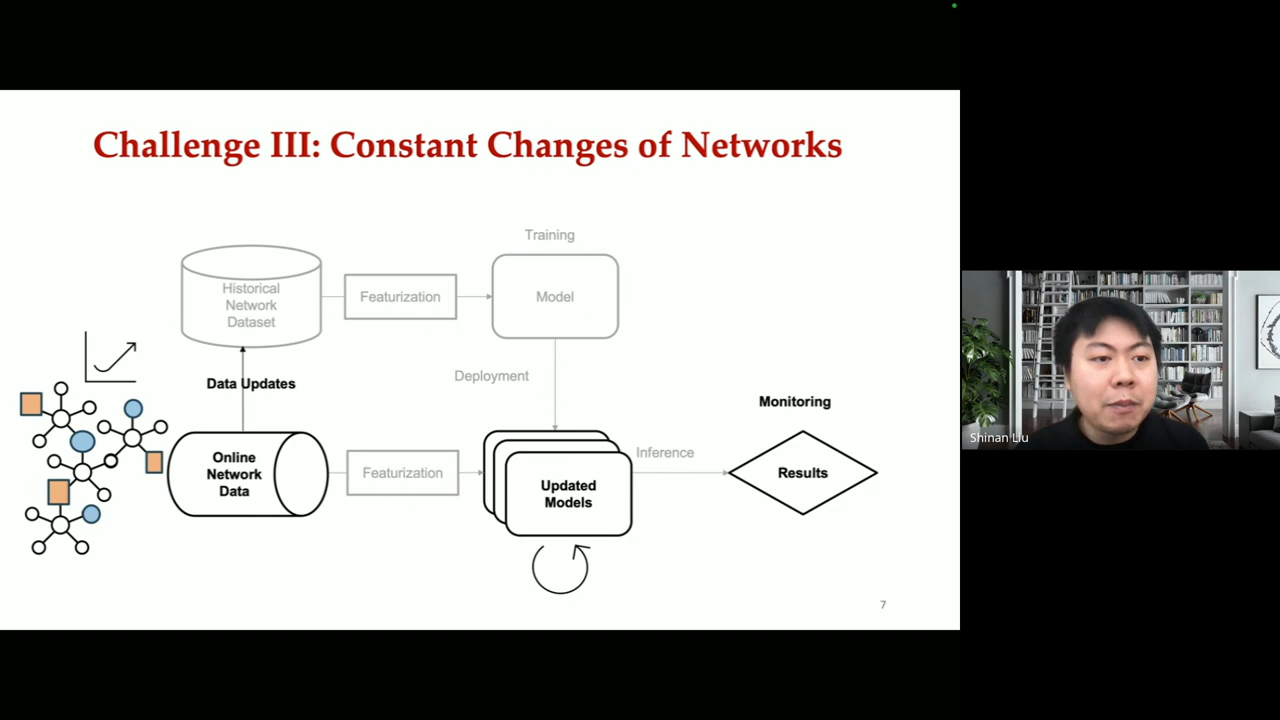 Challenge III: Constant Changes of Networks
Training
Historical
Network
Dataset
Featurization
Model
Data Updates
Deployment
Monitoring
Online
Network
Data
Featurization
Updated
Models
Inference
Results
7
Shinan Liu